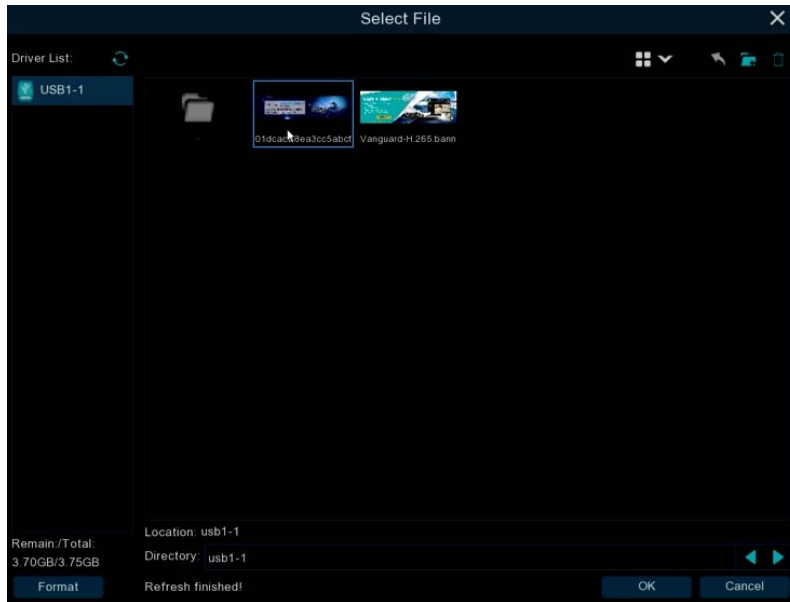 Select File
Driver List:
USB1-1
Vanguard-H.265.bann
Location: usb1-1
Remain:/Total:
3.70GB/3.75GB
Directory: usb1-1
Format
Refresh finished!
OK
Cancel